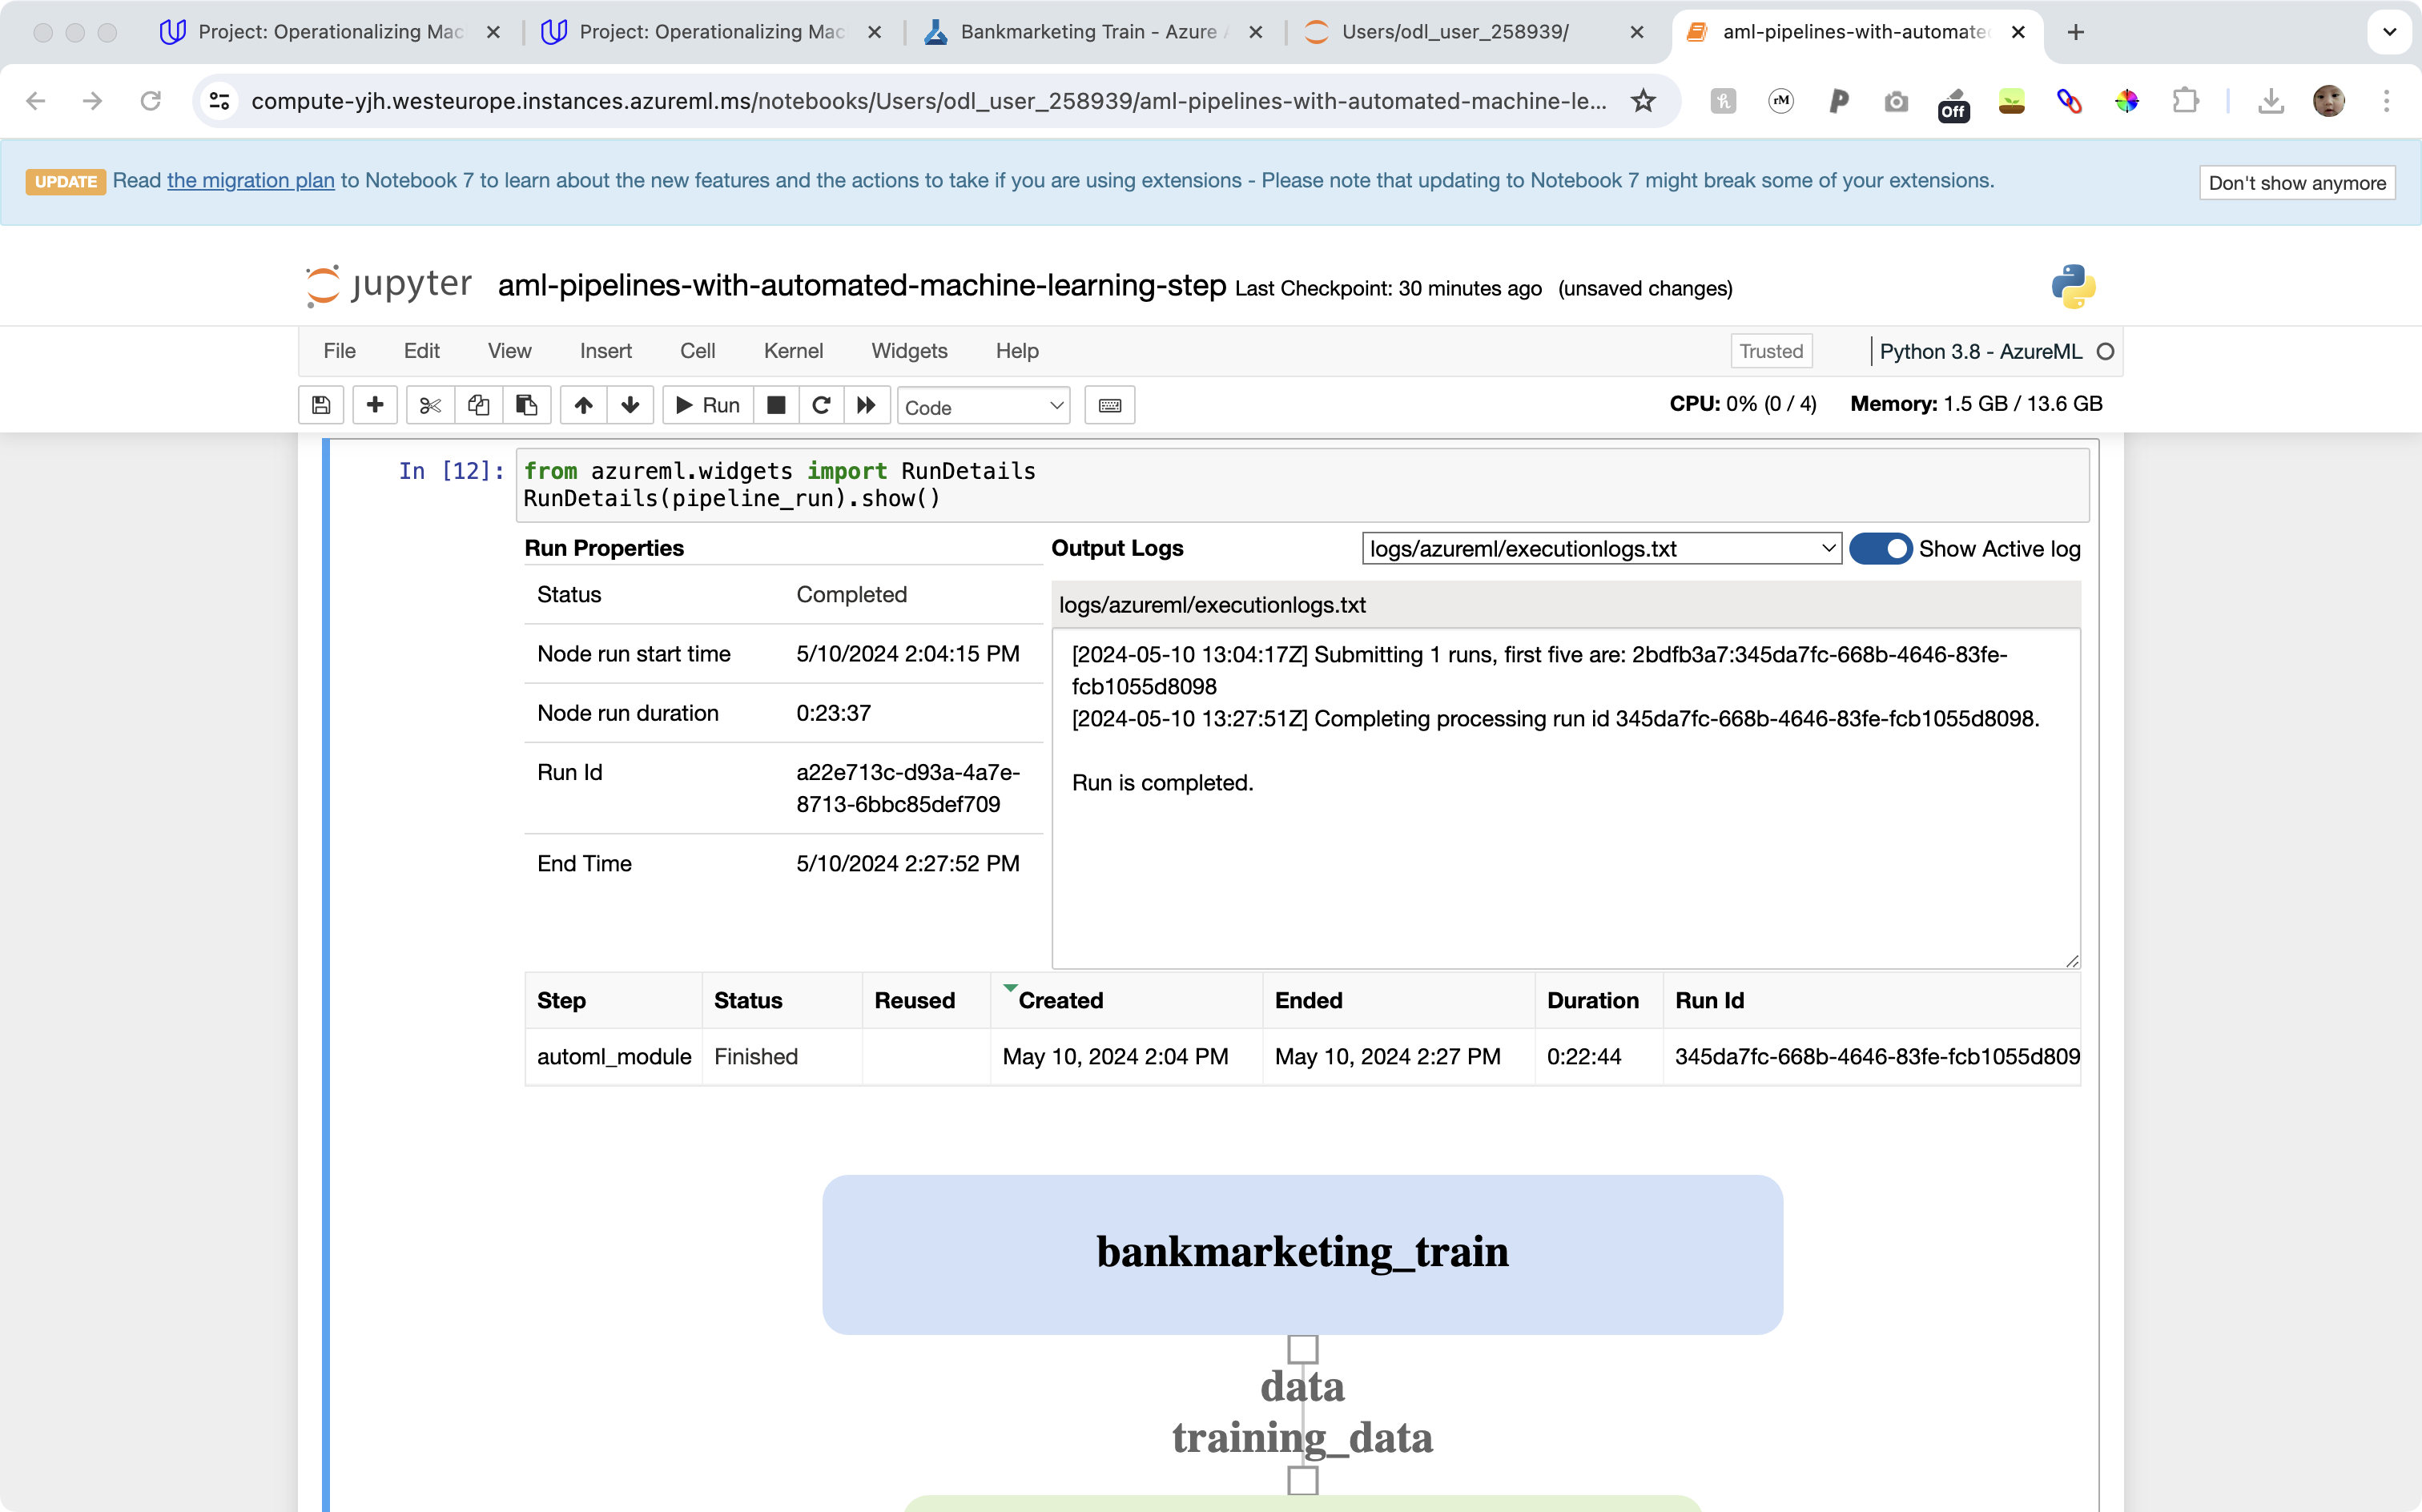 Project: Operationalizing Mac
Project: Operationalizing Mac
Bankmarketing Train - Azure
Users/odl_user_258939/
aml-pipelines-with-automate
compute-yjh.westeurope.instances.azureml.ms/notebooks/Users/odl_user_258939/aml-pipelines-with-automated-machine-le...
rM
Off
UPDATE Read the migration plan to Notebook 7 to learn about the new features and the actions to take if you are using extensions - Please note that updating to Notebook 7 might break some of your extensions.
Don't show anymore
jupyter aml-pipelines-with-automated-machine-learning-step Last Checkpoint: 30 minutes ago (unsaved changes)
File Edit View Insert Cell Kernel Widgets Help
Trusted
Python 3.8 - AzureML
Run
Code
CPU: 0% (0 / 4) Memory: 1.5 GB / 13.6 GB
In [12]: from azureml.widgets import RunDetails
RunDetails(pipeline_run).show()
Run Properties
Status Completed
Node run start time 5/10/2024 2:04:15 PM
Node run duration 0:23:37
Run Id a22e713c-d93a-4a7e-
8713-6bbc85def709
End Time 5/10/2024 2:27:52 PM
Output Logs
logs/azureml/executionlogs.txt
Show Active log
logs/azureml/executionlogs.txt
[2024-05-10 13:04:17Z] Submitting 1 runs, first five are: 2bdfb3a7:345da7fc-668b-4646-83fe-
fcb1055d8098
[2024-05-10 13:27:51Z] Completing processing run id 345da7fc-668b-4646-83fe-fcb1055d8098.
Run is completed.
Step Status Reused Created Ended Duration Run Id
automl_module Finished May 10, 2024 2:04 PM May 10, 2024 2:27 PM 0:22:44 345da7fc-668b-4646-83fe-fcb1055d809
bankmarketing_train
data
training_data